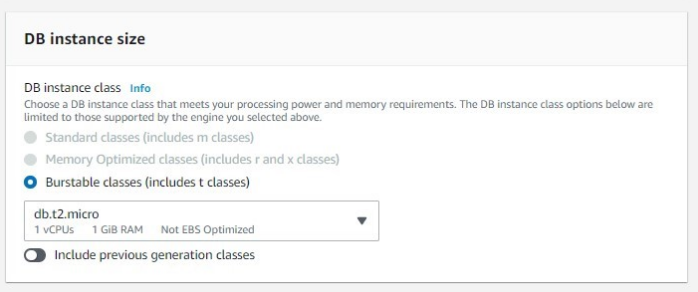 DB instance size
DB instance class Info
Choose a DB instance class that meets your processing power and memory requirements. The DB instance class options below are
limited to those supported by the engine you selected above.
Standard classes (includes m classes)
Memory Optimized classes (includes r and x classes)
Burstable classes (includes t classes)
db.t2.micro
1 vCPUs 1 GiB RAM Not EBS Optimized
Include previous generation classes